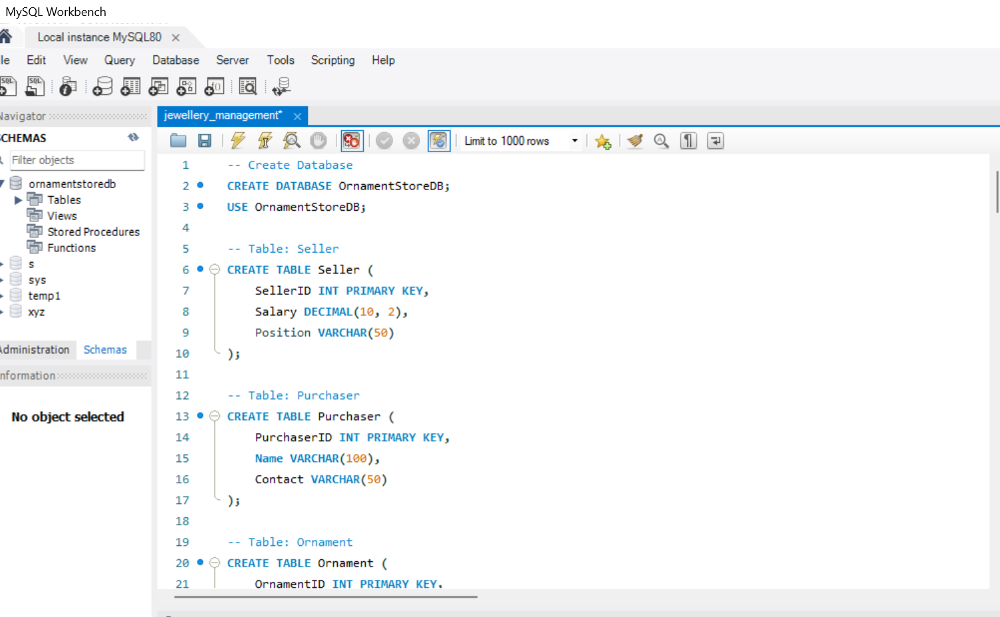 MySQL Workbench
Local instance MySQL80
le Edit View Query Database Server Tools Scripting Help
Navigator
SCHEMAS
Filter objects
ornamentstoredb
Tables
Views
Stored Procedures
Functions
s
sys
temp1
xyz
Administration Schemas
nformation
No object selected
jewellery_management*
Limit to 1000 rows
1 -- Create Database
2 CREATE DATABASE OrnamentStoreDB;
3 USE OrnamentStoreDB;
4
5 -- Table: Seller
6 CREATE TABLE Seller (
7 SellerID INT PRIMARY KEY,
8 Salary DECIMAL(10, 2),
9 Position VARCHAR(50)
10 );
11
12 -- Table: Purchaser
13 CREATE TABLE Purchaser (
14 PurchaserID INT PRIMARY KEY,
15 Name VARCHAR(100),
16 Contact VARCHAR(50)
17 );
18
19 -- Table: Ornament
20 CREATE TABLE Ornament (
21 OrnamentID INT PRIMARY KEY,